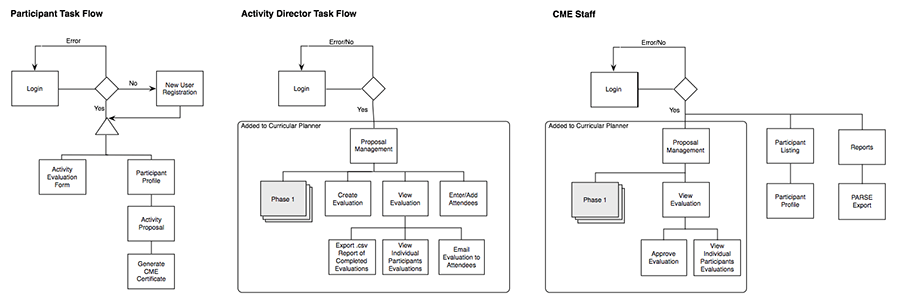 Participant Task Flow
Error
Login
No
New User
Registration
Yes
Activity
Evaluation
Form
Participant
Profile
Activity
Proposal
Generate
CME
Certificate
Activity Director Task Flow
Error/No
Login
Yes
Added to Curricular Planner
Proposal
Management
Phase 1
Create
Evaluation
View
Evaluation
Enter/Add
Attendees
Export .csv
Report of
Completed
Evaluations
View
Individual
Participants
Evaluations
Email
Evaluation to
Attendees
CME Staff
Error/No
Login
Yes
Added to Curricular Planner
Proposal
Management
Phase 1
View
Evaluation
Approve
Evaluation
View
Individual
Participants
Evaluations
Participant
Listing
Participant
Profile
Reports
PARSE
Export